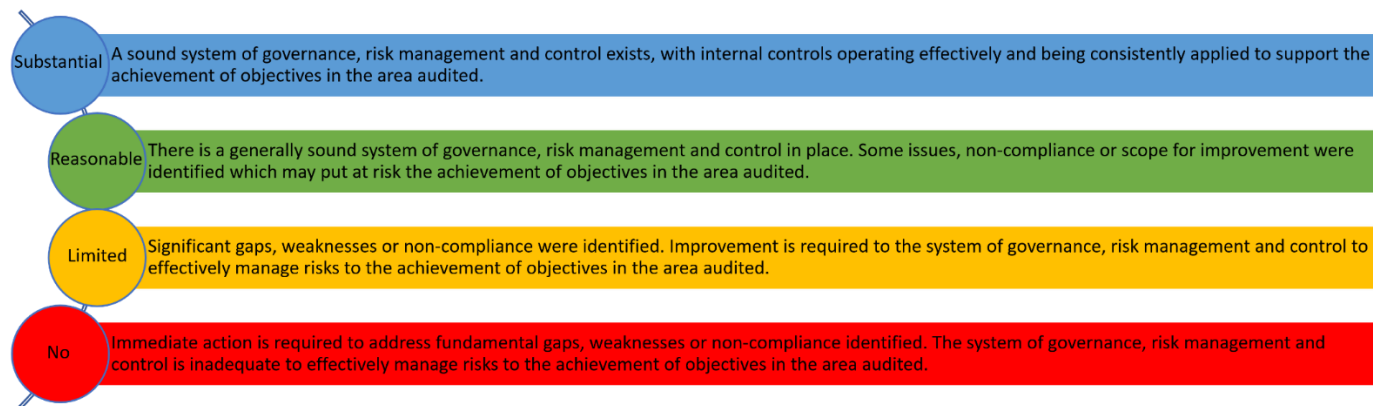 Substantial
A sound system of governance, risk management and control exists, with internal controls operating effectively and being consistently applied to support the
achievement of objectives in the area audited.
Reasonable
There is a generally sound system of governance, risk management and control in place. Some issues, non-compliance or scope for improvement were
identified which may put at risk the achievement of objectives in the area audited.
Limited
Significant gaps, weaknesses or non-compliance were identified. Improvement is required to the system of governance, risk management and control to
effectively manage risks to the achievement of objectives in the area audited.
No
Immediate action is required to address fundamental gaps, weaknesses or non-compliance identified. The system of governance, risk management and
control is inadequate to effectively manage risks to the achievement of objectives in the area audited.